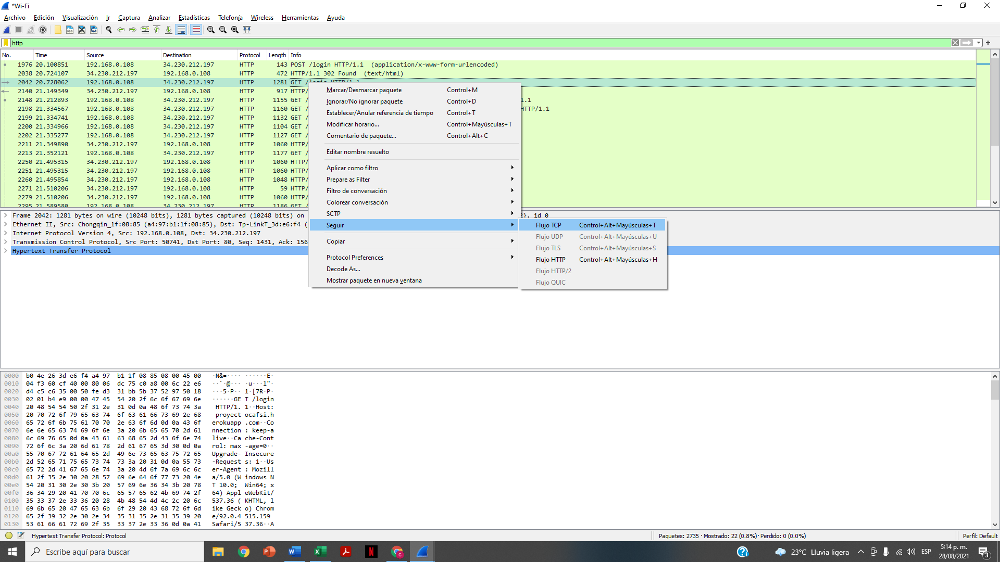 *Wi-Fi
Archivo Edición Visualización Ir Captura Analizar Estadísticas Telefonía Wireless Herramientas Ayuda
http
No. Time Source Destination Protocol Length Info
1976 20.100851 192.168.0.108 34.230.212.197 HTTP 143 POST /login HTTP/1.1 (application/x-www-form-urlencoded)
2038 20.724107 34.230.212.197 192.168.0.108 HTTP 472 HTTP/1.1 302 Found (text/html)
2042 20.728062 192.168.0.108 34.230.212.197 HTTP 1281 GET /login HTTP/1.1
2140 21.149349 34.230.212.197 192.168.0.108 HTTP 917 HTTP/
2148 21.212893 192.168.0.108 34.230.212.197 HTTP 1155 GET / 1.1
2198 21.334567 192.168.0.108 34.230.212.197 HTTP 1160 GET / HTTP/1.1
2199 21.334741 192.168.0.108 34.230.212.197 HTTP 1132 GET /
2200 21.334966 192.168.0.108 34.230.212.197 HTTP 1104 GET /
2202 21.335277 192.168.0.108 34.230.212.197 HTTP 1127 GET /
2211 21.349890 34.230.212.197 192.168.0.108 HTTP 1060 HTTP/
2213 21.352121 192.168.0.108 34.230.212.197 HTTP 1177 GET /
2250 21.495315 34.230.212.197 192.168.0.108 HTTP 1060 HTTP/
2251 21.495315 34.230.212.197 192.168.0.108 HTTP 1060 HTTP/
2260 21.495854 34.230.212.197 192.168.0.108 HTTP 1048 HTTP/
2271 21.510206 34.230.212.197 192.168.0.108 HTTP 59 HTTP/
2279 21.510206 34.230.212.197 192.168.0.108 HTTP 1060 HTTP/
2295 21.589580 192.168.0.108 34.230.212.197 HTTP 1186 GET /
Marcar/Desmarcar paquete Control+M
Ignorar/No ignorar paquete Control+D
Establecer/Anular referencia de tiempo Control+T
Modificar horario... Control+Mayúsculas+T
Comentario de paquete... Control+Alt+C
Editar nombre resuelto
Aplicar como filtro
Prepare as Filter
Filtro de conversación
Colorear conversación
SCTP
Seguir
Copiar
Protocol Preferences
Decode As...
Mostrar paquete en nueva ventana
Flujo TCP Control+Alt+Mayúsculas+T
Flujo UDP Control+Alt+Mayúsculas+U
Flujo TLS Control+Alt+Mayúsculas+S
Flujo HTTP Control+Alt+Mayúsculas+H
Flujo HTTP/2
Flujo QUIC
Frame 2042: 1281 bytes on wire (10248 bits), 1281 bytes captured (10248 bits) on 2}, id 0
Ethernet II, Src: Chongqin_1f:08:85 (a4:97:b1:1f:08:85), Dst: Tp-LinkT_3d:e6:f4 (
Internet Protocol Version 4, Src: 192.168.0.108, Dst: 34.230.212.197
Transmission Control Protocol, Src Port: 50741, Dst Port: 80, Seq: 1431, Ack: 156
Hypertext Transfer Protocol
0000 b0 4e 26 3d e6 f4 a4 97 b1 1f 08 85 08 00 45 00 ·N&=···· ······E·
0010 04 f3 60 cf 40 00 80 06 dc 75 c0 a8 00 6c 22 e6 ··`·@··· ·u···l"·
0020 d4 c5 c6 35 00 50 fe d3 31 bb 5b 37 52 97 50 18 ···5·P·· 1·[7R·P·
0030 02 01 b4 e9 00 00 47 45 54 20 2f 6c 6f 67 69 6e ······GE T /login
0040 20 48 54 54 50 2f 31 2e 31 0d 0a 48 6f 73 74 3a HTTP/1. 1··Host:
0050 20 70 72 6f 79 65 63 74 6f 63 61 66 73 69 2e 68 proyect ocafsi.h
0060 65 72 6f 6b 75 61 70 70 2e 63 6f 6d 0d 0a 43 6f erokuapp .com··Co
0070 6e 6e 65 63 74 69 6f 6e 3a 20 6b 65 65 70 2d 61 nnection : keep-a
0080 6c 69 76 65 0d 0a 43 61 63 68 65 2d 43 6f 6e 74 live··Ca che-Cont
0090 72 6f 6c 3a 20 6d 61 78 2d 61 67 65 3d 30 0d 0a rol: max -age=0··
00a0 55 70 67 72 61 64 65 2d 49 6e 73 65 63 75 72 65 Upgrade- Insecure
00b0 2d 52 65 71 75 65 73 74 73 3a 20 31 0d 0a 55 73 -Request s: 1··Us
00c0 65 72 2d 41 67 65 6e 74 3a 20 4d 6f 7a 69 6c 6c er-Agent : Mozill
00d0 61 2f 35 2e 30 20 28 57 69 6e 64 6f 77 73 20 4e a/5.0 (W indows N
00e0 54 20 31 30 2e 30 3b 20 57 69 6e 36 34 3b 20 78 T 10.0; Win64; x
00f0 36 34 29 20 41 70 70 6c 65 57 65 62 4b 69 74 2f 64) Appl eWebKit/
0100 35 33 37 2e 33 36 20 28 4b 48 54 4d 4c 2c 20 6c 537.36 ( KHTML, l
0110 69 6b 65 20 47 65 63 6b 6f 29 20 43 68 72 6f 6d ike Geck o) Chrom
0120 65 2f 39 32 2e 30 2e 34 35 31 35 2e 31 35 39 20 e/92.0.4 515.159
0130 53 61 66 61 72 69 2f 35 33 37 2e 33 36 0d 0a 41 Safari/5 37.36··A
Hypertext Transfer Protocol: Protocol
Paquetes: 2735 · Mostrado: 22 (0.8%) · Perdido: 0 (0.0%)
Perfil: Default
Escribe aquí para buscar
23°C Lluvia ligera
ESP
5:14 p. m.
28/08/2021
3